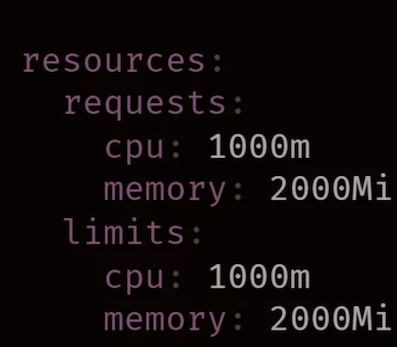 resources:
  requests:
    cpu: 1000m
    memory: 2000Mi
  limits:
    cpu: 1000m
    memory: 2000Mi